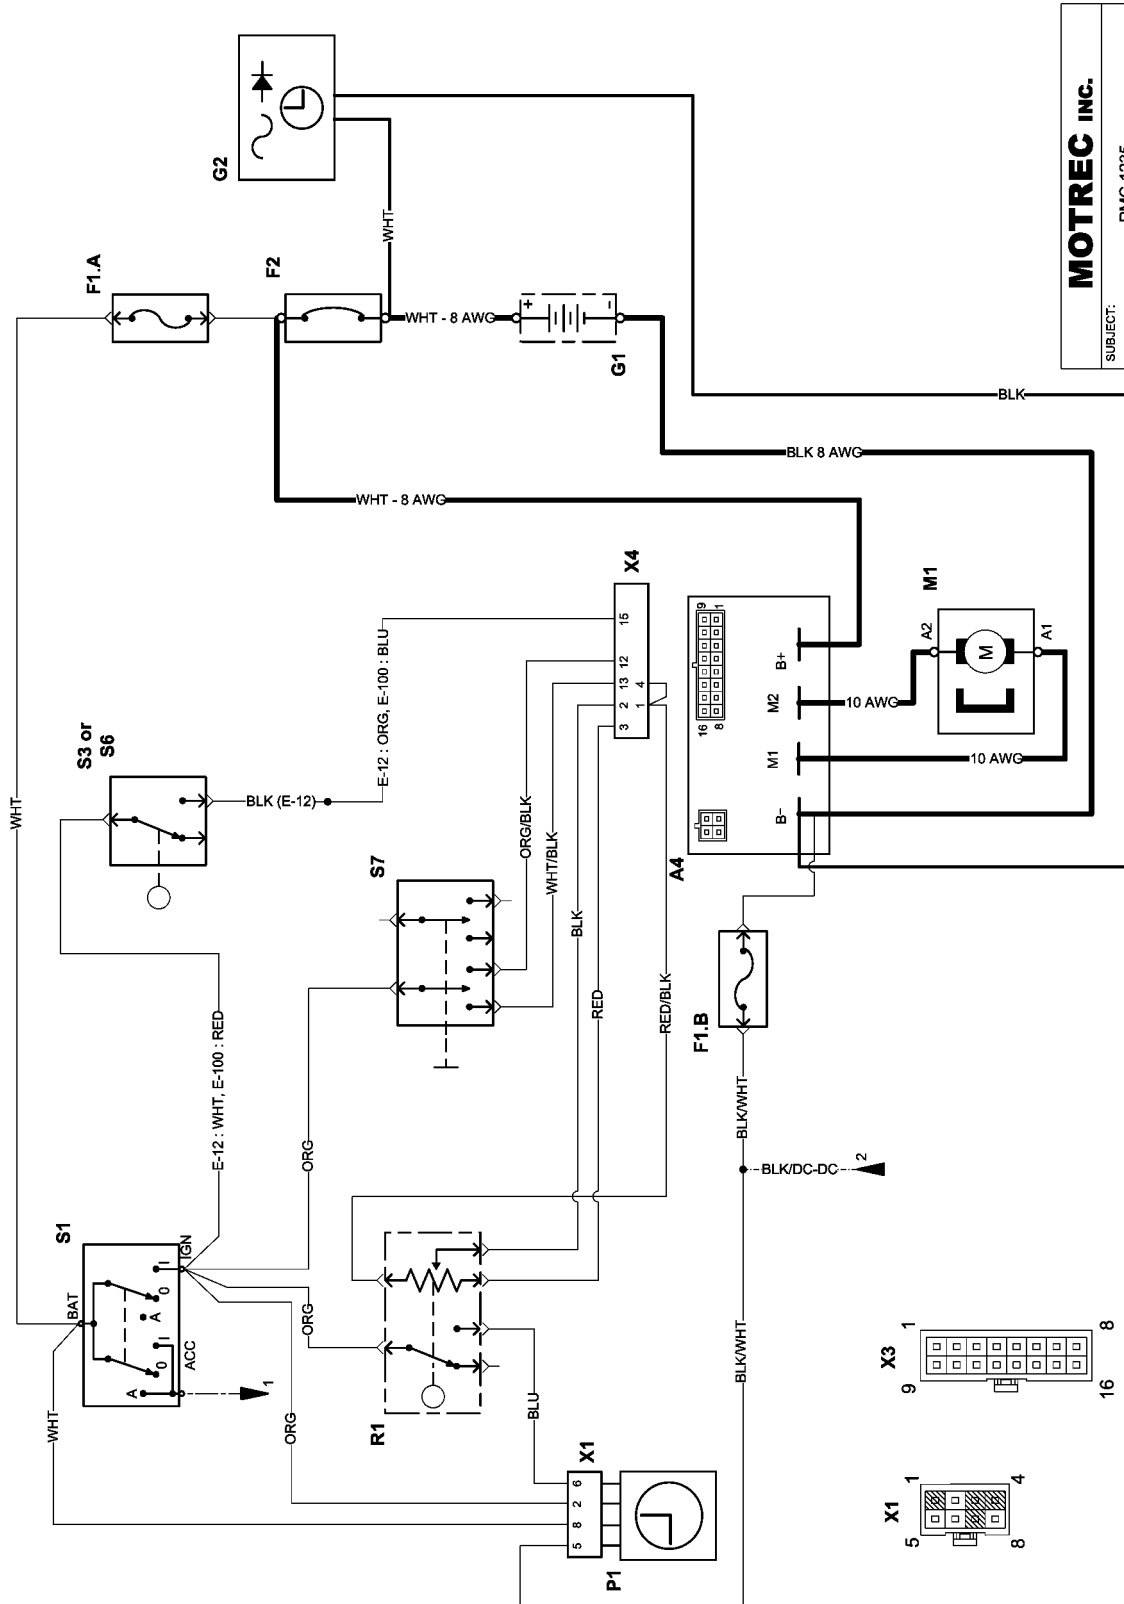 MOTREC INC.
SUBJECT:
G2
F1.A
F2
WHT
WHT - 8 AWG
+
-
G1
BLK
BLK 8 AWG
WHT - 8 AWG
WHT
S3 or
S6
BLK (E-12)
E-12 : ORG, E-100 : BLU
X4
15
12
13
2
3
4
1
ORG/BLK
WHT/BLK
BLK
RED
RED/BLK
S7
A4
9
1
16
8
B+
M2
M1
B-
M1
A2
A1
M
10 AWG
10 AWG
F1.B
BLK/WHT
BLK/DC-DC
2
BLK/WHT
E-12 : WHT, E-100 : RED
S1
BAT
IGN
ACC
I
0
A
I
0
A
1
ORG
ORG
ORG
WHT
R1
BLU
X1
6
2
8
5
P1
X3
1
8
9
16
X1
1
4
5
8